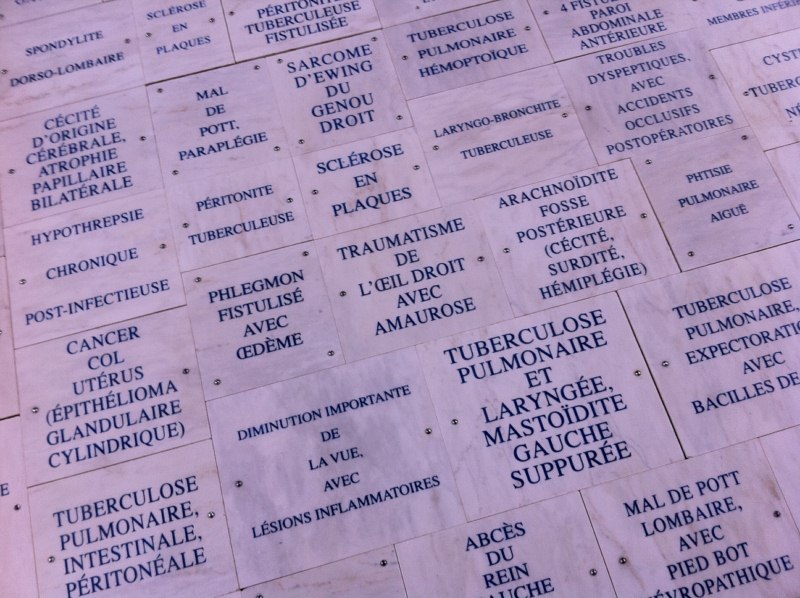 SPONDYLITE
DORSO-LOMBAIRE
SCLÉROSE
EN
PLAQUES
PÉRITONITE
TUBERCULEUSE
FISTULISÉE
TUBERCULOSE
PULMONAIRE
HÉMOPTOÏQUE
4
PAROI
ABDOMINALE
ANTÉRIEURE
MEMBRES
CÉCITÉ
D'ORIGINE
CÉRÉBRALE,
ATROPHIE
PAPILLAIRE
BILATÉRALE
MAL
DE
POTT,
PARAPLÉGIE
SARCOME
D'EWING
DU
GENOU
DROIT
LARYNGO-BRONCHITE
TUBERCULEUSE
TROUBLES
DYSPEPTIQUES,
AVEC
ACCIDENTS
OCCLUSIFS
POSTOPÉRATOIRES
HYPOTHREPSIE
CHRONIQUE
POST-INFECTIEUSE
PÉRITONITE
TUBERCULEUSE
SCLÉROSE
EN
PLAQUES
ARACHNOÏDITE
FOSSE
POSTÉRIEURE
(CÉCITÉ,
SURDITÉ,
HÉMIPLÉGIE)
PHTISIE
PULMONAIRE
AIGUË
CANCER
COL
UTÉRUS
(ÉPITHÉLIOMA
GLANDULAIRE
CYLINDRIQUE)
PHLEGMON
FISTULISÉ
AVEC
ŒDÈME
TRAUMATISME
DE
L'ŒIL DROIT
AVEC
AMAUROSE
TUBERCULOSE
PULMONAIRE,
AVEC
BACILLES DE
TUBERCULOSE
PULMONAIRE,
INTESTINALE,
PÉRITONÉALE
DIMINUTION IMPORTANTE
DE
LA VUE,
AVEC
LÉSIONS INFLAMMATOIRES
TUBERCULOSE
PULMONAIRE
ET
LARYNGÉE,
MASTOÏDITE
GAUCHE
SUPPURÉE
ABCÈS
DU
REIN
MAL DE POTT
LOMBAIRE,
AVEC
PIED BOT